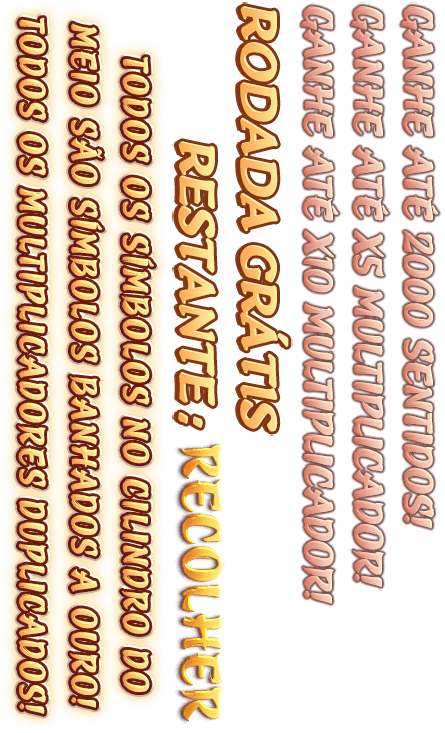 GANHE ATÉ 2000 SENTIDOS!
GANHE ATÉ X5 MULTIPLICADOR!
GANHE ATÉ X10 MULTIPLICADOR!
RODADA GRÁTIS
RESTANTE:
RECOLHER
TODOS OS SÍMBOLOS NO CILINDRO DO
MEIO SÃO SÍMBOLOS BANHADOS A OURO!
TODOS OS MULTIPLICADORES DUPLICADOS!